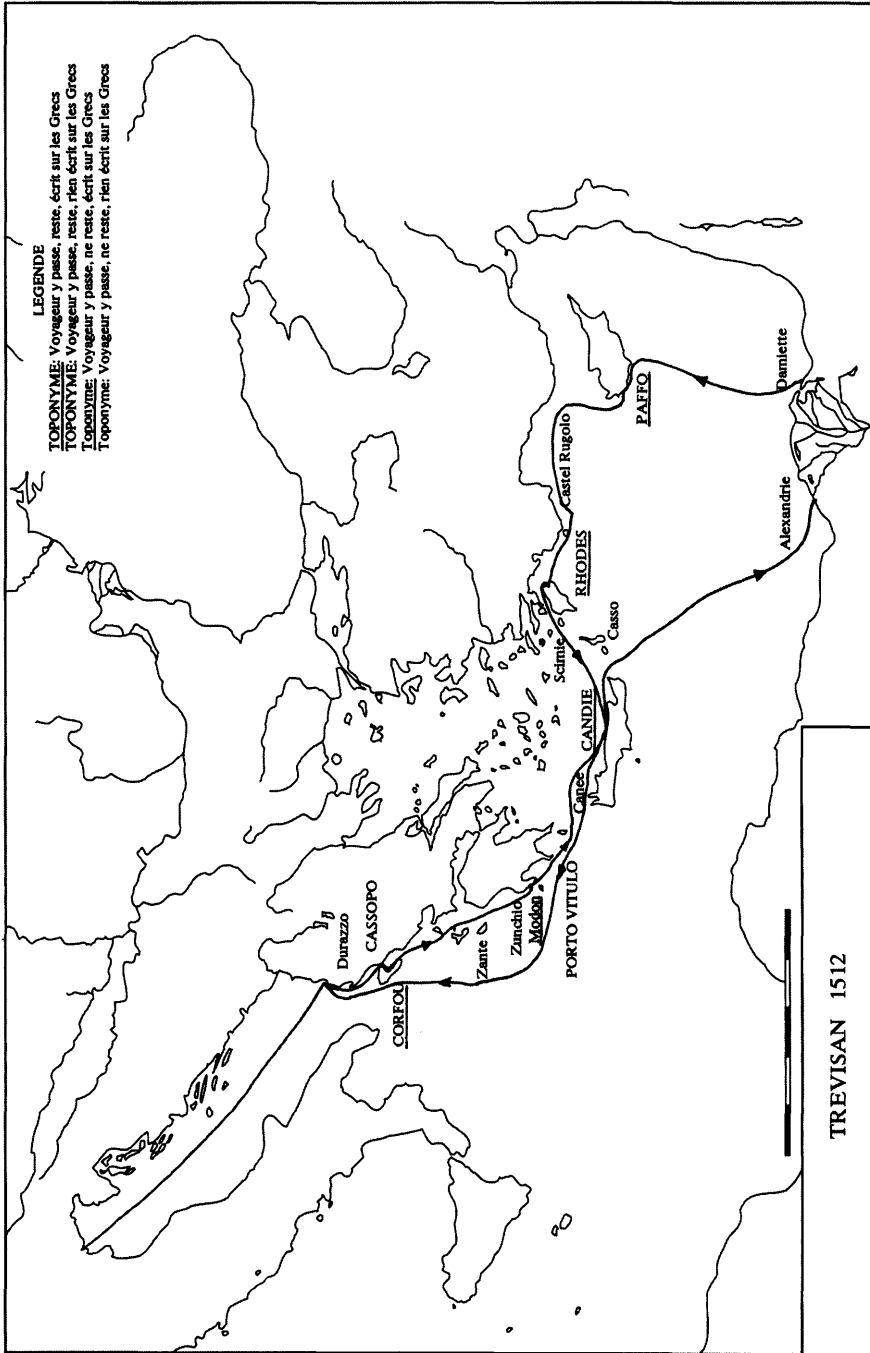 LEGENDE
TOPONYME: Voyageur y passe, reste, écrit sur les Grecs
TOPONYME: Voyageur y passe, reste, rien écrit sur les Grecs
Toponyme: Voyageur y passe, ne reste, écrit sur les Grecs
Toponyme: Voyageur y passe, ne reste, rien écrit sur les Grecs
Durazzo
CASSOPO
CORFOU
Zante
Zunchio
Modon
PORTO VITULO
Canée
CANDIE
Scimie
Casso
RHODES
Castel Rugolo
PAFFO
Damiette
Alexandrie
TREVISAN 1512